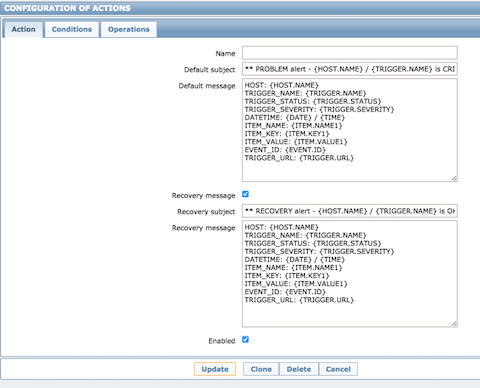 CONFIGURATION OF ACTIONS
Action Conditions Operations
Name
Default subject ** PROBLEM alert - {HOST.NAME} / {TRIGGER.NAME} is CRI
Default message HOST: {HOST.NAME}
TRIGGER_NAME: {TRIGGER.NAME}
TRIGGER_STATUS: {TRIGGER.STATUS}
TRIGGER_SEVERITY: {TRIGGER.SEVERITY}
DATETIME: {DATE} / {TIME}
ITEM_NAME: {ITEM.NAME1}
ITEM_KEY: {ITEM.KEY1}
ITEM_VALUE: {ITEM.VALUE1}
EVENT_ID: {EVENT.ID}
TRIGGER_URL: {TRIGGER.URL}
Recovery message
Recovery subject ** RECOVERY alert - {HOST.NAME} / {TRIGGER.NAME} is OK
Recovery message HOST: {HOST.NAME}
TRIGGER_NAME: {TRIGGER.NAME}
TRIGGER_STATUS: {TRIGGER.STATUS}
TRIGGER_SEVERITY: {TRIGGER.SEVERITY}
DATETIME: {DATE} / {TIME}
ITEM_NAME: {ITEM.NAME1}
ITEM_KEY: {ITEM.KEY1}
ITEM_VALUE: {ITEM.VALUE1}
EVENT_ID: {EVENT.ID}
TRIGGER_URL: {TRIGGER.URL}
Enabled
Update Clone Delete Cancel